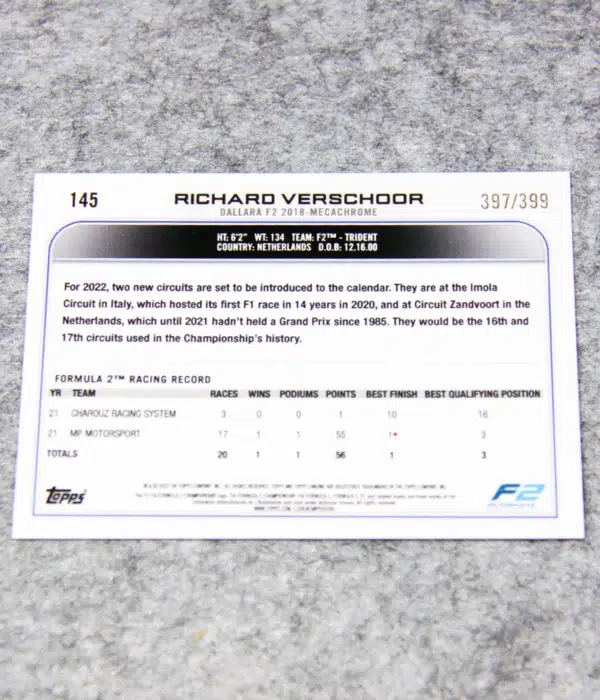 145 RICHARD VERSCHOOR 397/399
DALLARA F2 2018-MECACHROME
HT: 6'2" WT: 134 TEAM: F2™ - TRIDENT
COUNTRY: NETHERLANDS D.O.B: 12.16.00
For 2022, two new circuits are set to be introduced to the calendar. They are at the Imola
Circuit in Italy, which hosted its first F1 race in 14 years in 2020, and at Circuit Zandvoort in the
Netherlands, which until 2021 hadn't held a Grand Prix since 1985. They would be the 16th and
17th circuits used in the Championship's history.
FORMULA 2™ RACING RECORD
YR TEAM RACES WINS PODIUMS POINTS BEST FINISH BEST QUALIFYING POSITION
21 CHAROUZ RACING SYSTEM 3 0 0 1 10 16
21 MP MOTORSPORT 17 1 1 55 1• 3
TOTALS 20 1 1 56 1 3
Topps F2